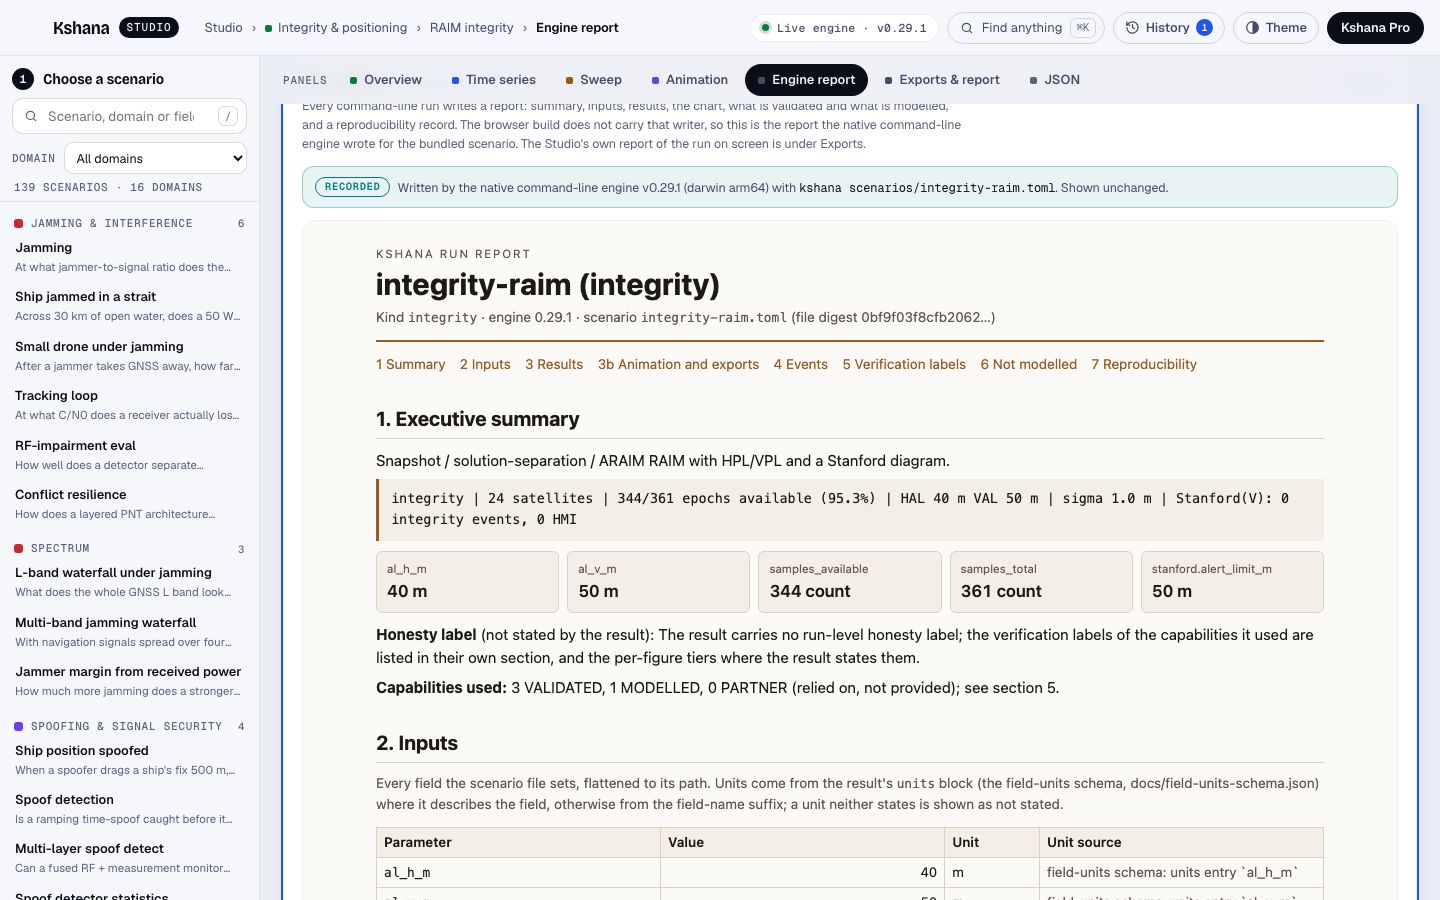 Kshana STUDIO
Studio › Integrity & positioning › RAIM integrity › Engine report
Live engine · v0.29.1
Find anything ⌘K
History 1
Theme
Kshana Pro
1 Choose a scenario
Scenario, domain or fiel /
DOMAIN All domains
139 SCENARIOS · 16 DOMAINS
JAMMING & INTERFERENCE 6
Jamming
At what jammer-to-signal ratio does the…
Ship jammed in a strait
Across 30 km of open water, does a 50 W…
Small drone under jamming
After a jammer takes GNSS away, how far…
Tracking loop
At what C/N0 does a receiver actually los…
RF-impairment eval
How well does a detector separate…
Conflict resilience
How does a layered PNT architecture…
SPECTRUM 3
L-band waterfall under jamming
What does the whole GNSS L band look…
Multi-band jamming waterfall
With navigation signals spread over four…
Jammer margin from received power
How much more jamming does a stronger…
SPOOFING & SIGNAL SECURITY 4
Ship position spoofed
When a spoofer drags a ship's fix 500 m,…
Spoof detection
Is a ramping time-spoof caught before it…
Multi-layer spoof detect
Can a fused RF + measurement monitor…
Spoof detector statistics
PANELS Overview Time series Sweep Animation Engine report Exports & report JSON
Every command-line run writes a report: summary, inputs, results, the chart, what is validated and what is modelled,
and a reproducibility record. The browser build does not carry that writer, so this is the report the native command-line
engine wrote for the bundled scenario. The Studio's own report of the run on screen is under Exports.
RECORDED Written by the native command-line engine v0.29.1 (darwin arm64) with kshana scenarios/integrity-raim.toml. Shown unchanged.
KSHANA RUN REPORT
integrity-raim (integrity)
Kind integrity · engine 0.29.1 · scenario integrity-raim.toml (file digest 0bf9f03f8cfb2062…)
1 Summary 2 Inputs 3 Results 3b Animation and exports 4 Events 5 Verification labels 6 Not modelled 7 Reproducibility
1. Executive summary
Snapshot / solution-separation / ARAIM RAIM with HPL/VPL and a Stanford diagram.
integrity | 24 satellites | 344/361 epochs available (95.3%) | HAL 40 m VAL 50 m | sigma 1.0 m | Stanford(V): 0
integrity events, 0 HMI
al_h_m al_v_m samples_available samples_total stanford.alert_limit_m
40 m 50 m 344 count 361 count 50 m
Honesty label (not stated by the result): The result carries no run-level honesty label; the verification labels of the capabilities it used are
listed in their own section, and the per-figure tiers where the result states them.
Capabilities used: 3 VALIDATED, 1 MODELLED, 0 PARTNER (relied on, not provided); see section 5.
2. Inputs
Every field the scenario file sets, flattened to its path. Units come from the result's units block (the field-units schema, docs/field-units-schema.json)
where it describes the field, otherwise from the field-name suffix; a unit neither states is shown as not stated.
Parameter Value Unit Unit source
al_h_m 40 m field-units schema: units entry `al_h_m`